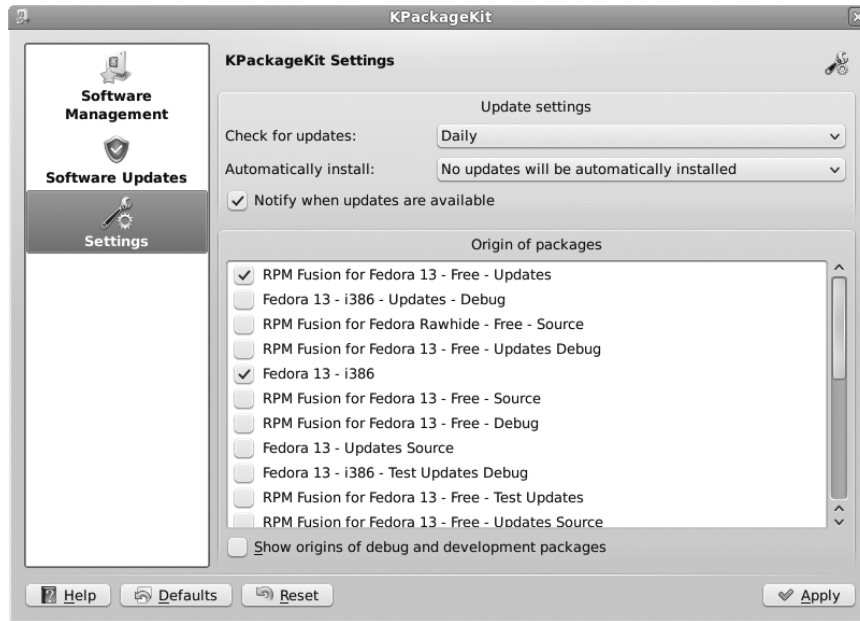 KPackageKit
Software
Management
Software Updates
Settings
KPackageKit Settings
Update settings
Check for updates: Daily
Automatically install: No updates will be automatically installed
Notify when updates are available
Origin of packages
RPM Fusion for Fedora 13 - Free - Updates
Fedora 13 - i386 - Updates - Debug
RPM Fusion for Fedora Rawhide - Free - Source
RPM Fusion for Fedora 13 - Free - Updates Debug
Fedora 13 - i386
RPM Fusion for Fedora 13 - Free - Source
RPM Fusion for Fedora 13 - Free - Debug
Fedora 13 - Updates Source
Fedora 13 - i386 - Test Updates Debug
RPM Fusion for Fedora 13 - Free - Test Updates
RPM Fusion for Fedora 13 - Free - Updates Source
Show origins of debug and development packages
Help Defaults Reset Apply